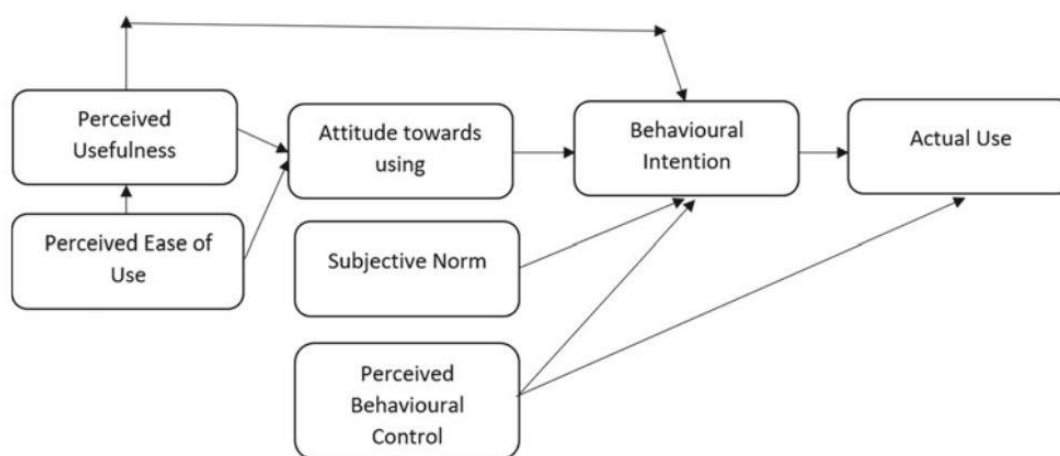 Perceived
Usefulness
Attitude towards
using
Behavioural
Intention
Actual Use
Perceived Ease of
Use
Subjective Norm
Perceived
Behavioural
Control